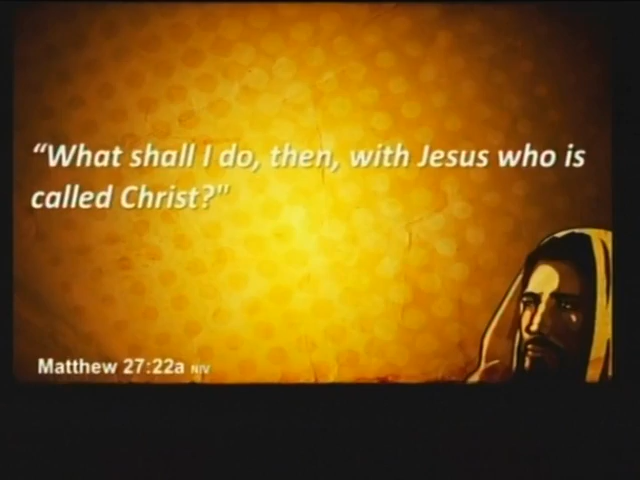 “What shall I do, then, with Jesus who is
called Christ?"
Matthew 27:22a NIV